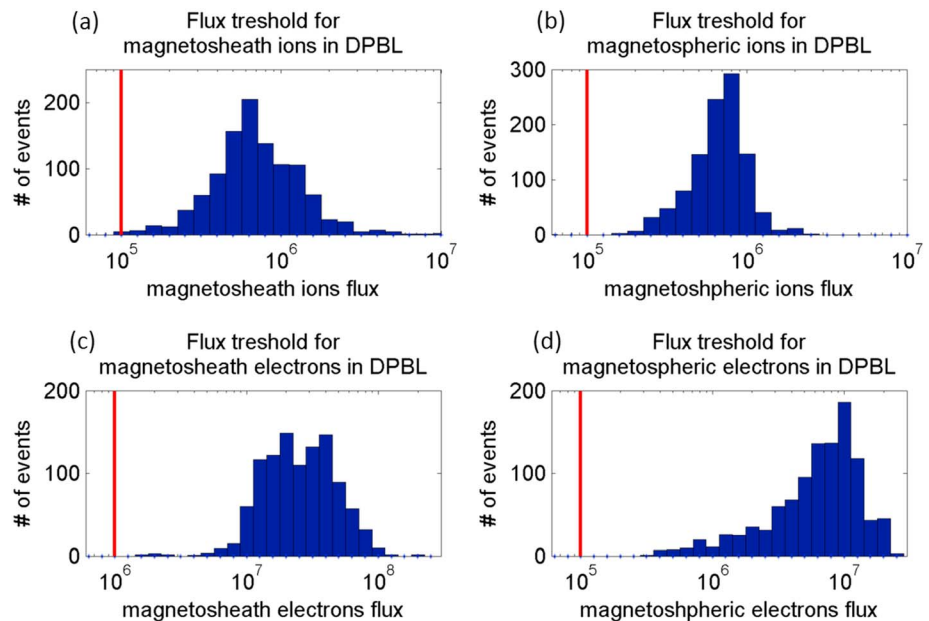 (a)
Flux treshold for
magnetosheath ions in DPBL
# of events
200
100
0
10^5
10^6
10^7
magnetosheath ions flux
(b)
Flux treshold for
magnetospheric ions in DPBL
# of events
300
200
100
0
10^5
10^6
10^7
magnetoshpheric ions flux
(c)
Flux treshold for
magnetosheath electrons in DPBL
# of events
200
100
0
10^6
10^7
10^8
magnetosheath electrons flux
(d)
Flux treshold for
magnetospheric electrons in DPBL
# of events
200
100
0
10^5
10^6
10^7
magnetoshpheric electrons flux